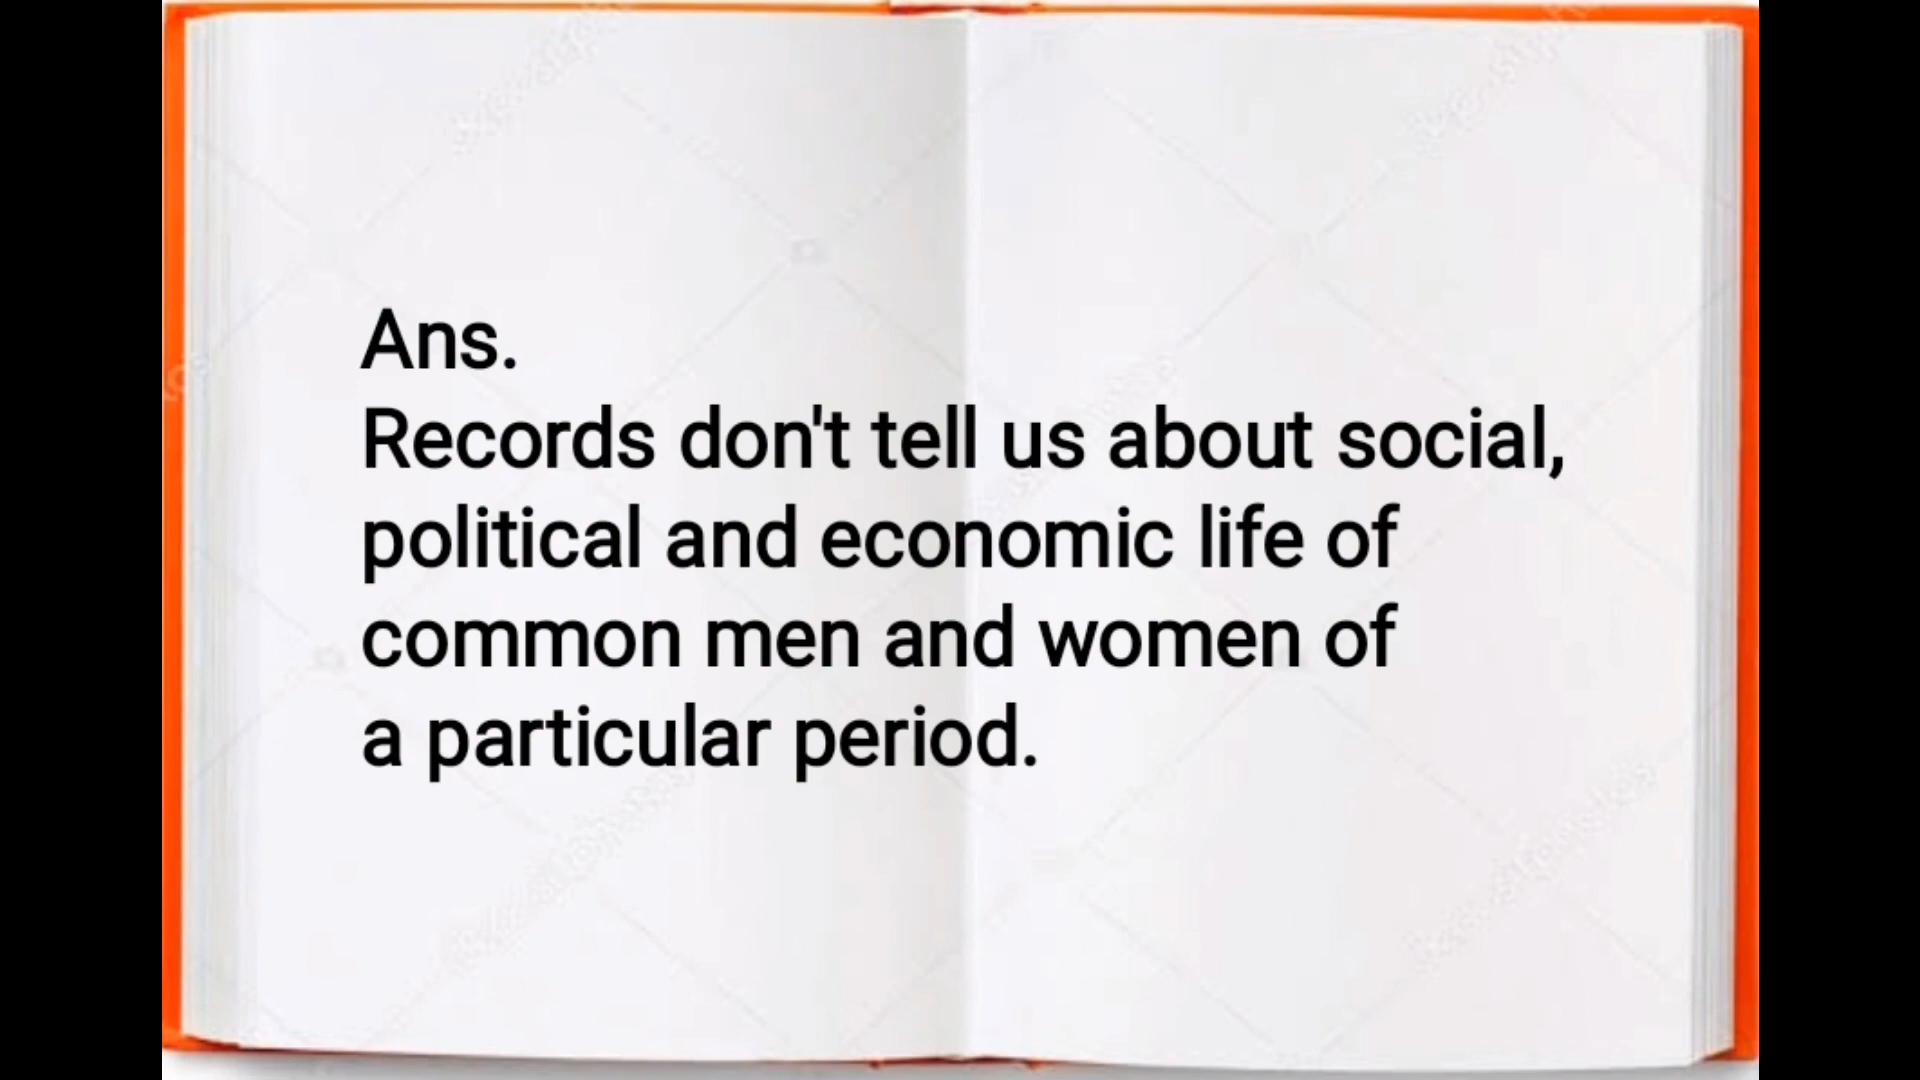 Ans.
Records don't tell us about social,
political and economic life of
common men and women of
a particular period.